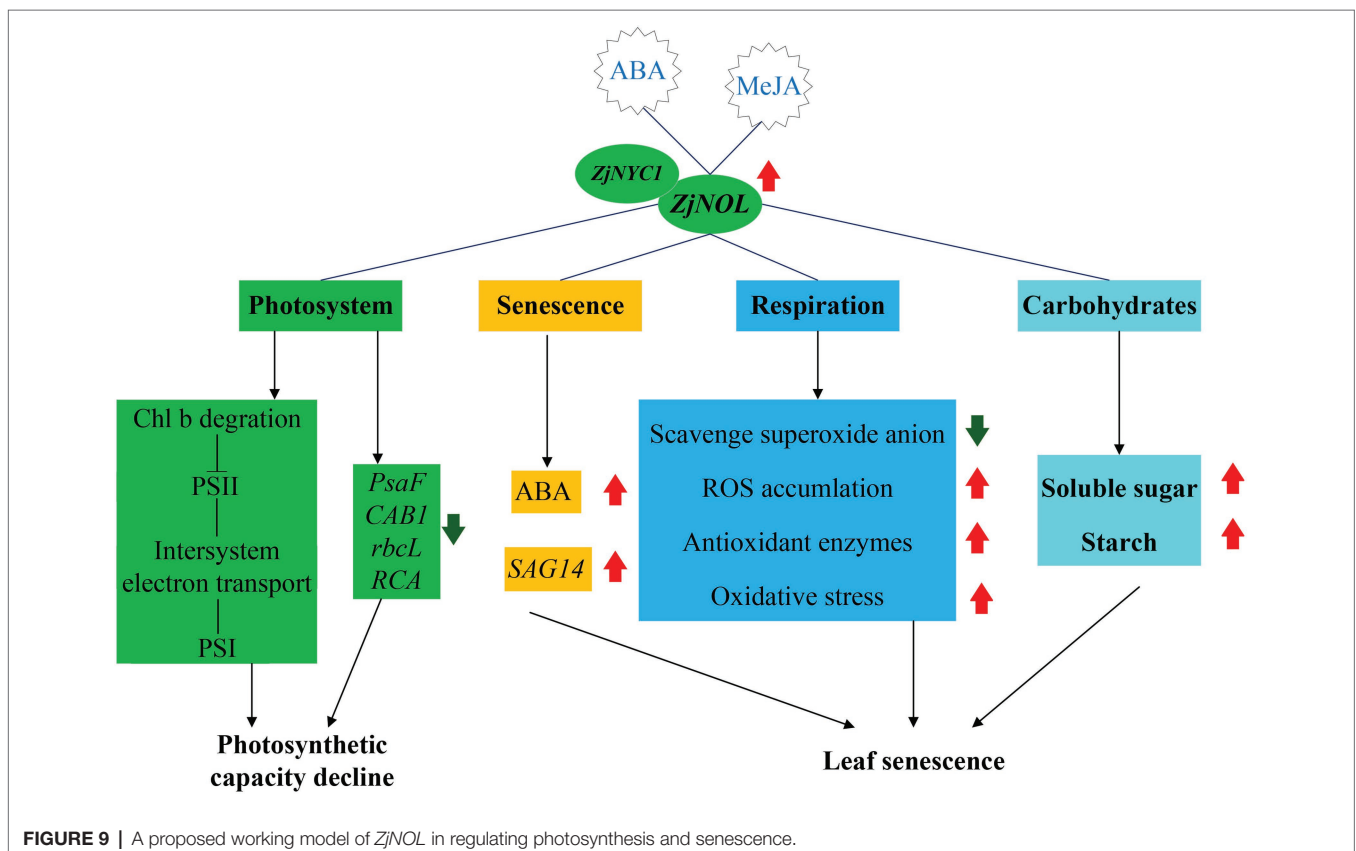 ABA
MeJA
ZjNYC1
ZjNOL
Photosystem
Senescence
Respiration
Carbohydrates
Chl b degration
PSII
Intersystem
electron transport
PSI
PsaF
CAB1
rbcL
RCA
ABA
SAG14
Scavenge superoxide anion
ROS accumlation
Antioxidant enzymes
Oxidative stress
Soluble sugar
Starch
Photosynthetic
capacity decline
Leaf senescence
FIGURE 9 | A proposed working model of ZjNOL in regulating photosynthesis and senescence.